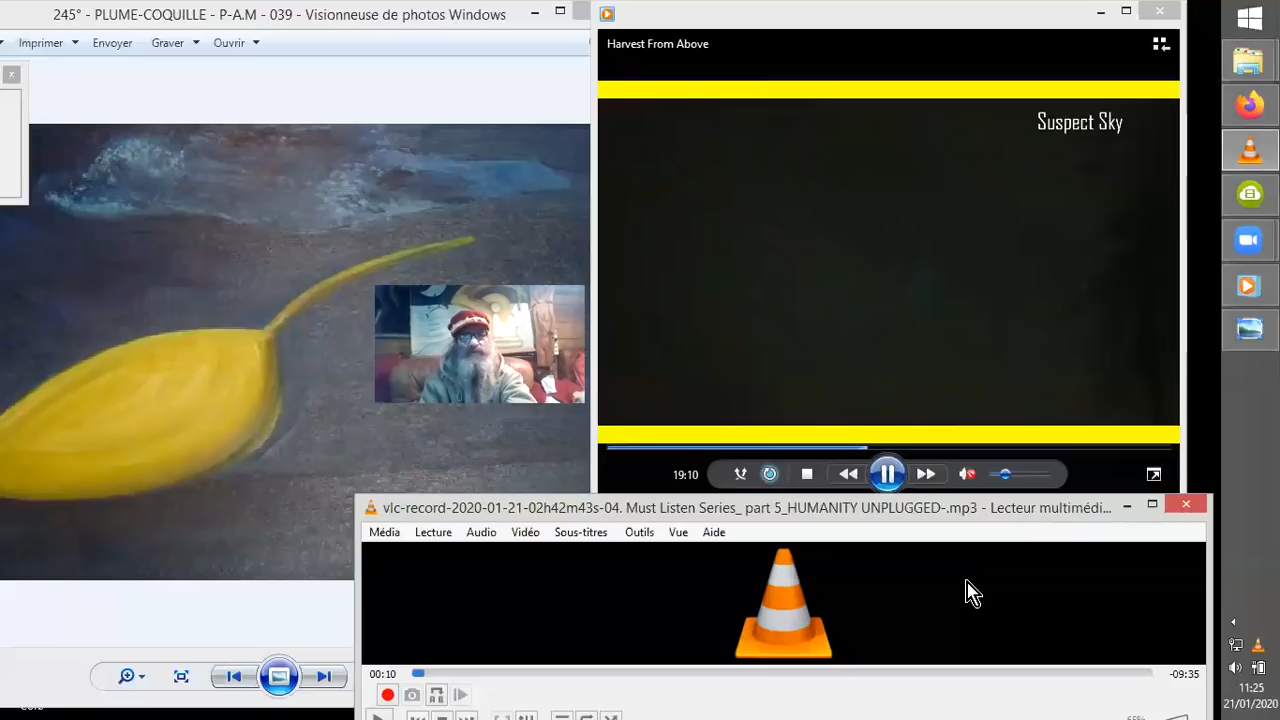 245° - PLUME-COQUILLE - P-A.M - 039 - Visionneuse de photos Windows
Imprimer Envoyer Graver Ouvrir
Harvest From Above
Suspect Sky
19:10
vlc-record-2020-01-21-02h42m43s-04. Must Listen Series_ part 5_HUMANITY UNPLUGGED-.mp3 - Lecteur multimédi...
Média Lecture Audio Vidéo Sous-titres Outils Vue Aide
00:10
-09:35
11:25
21/01/2020